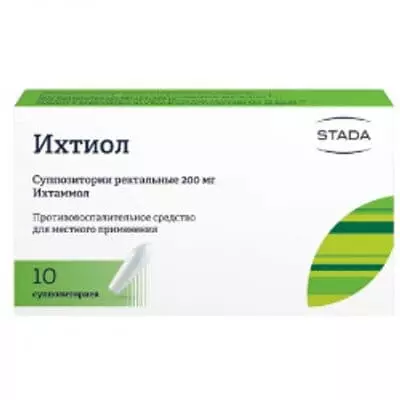 STADA
Ихтиол
Суппозитории ректальные 200 мг
Ихтаммол
Противовоспалительное средство
для местного применения
10
суппозиториев